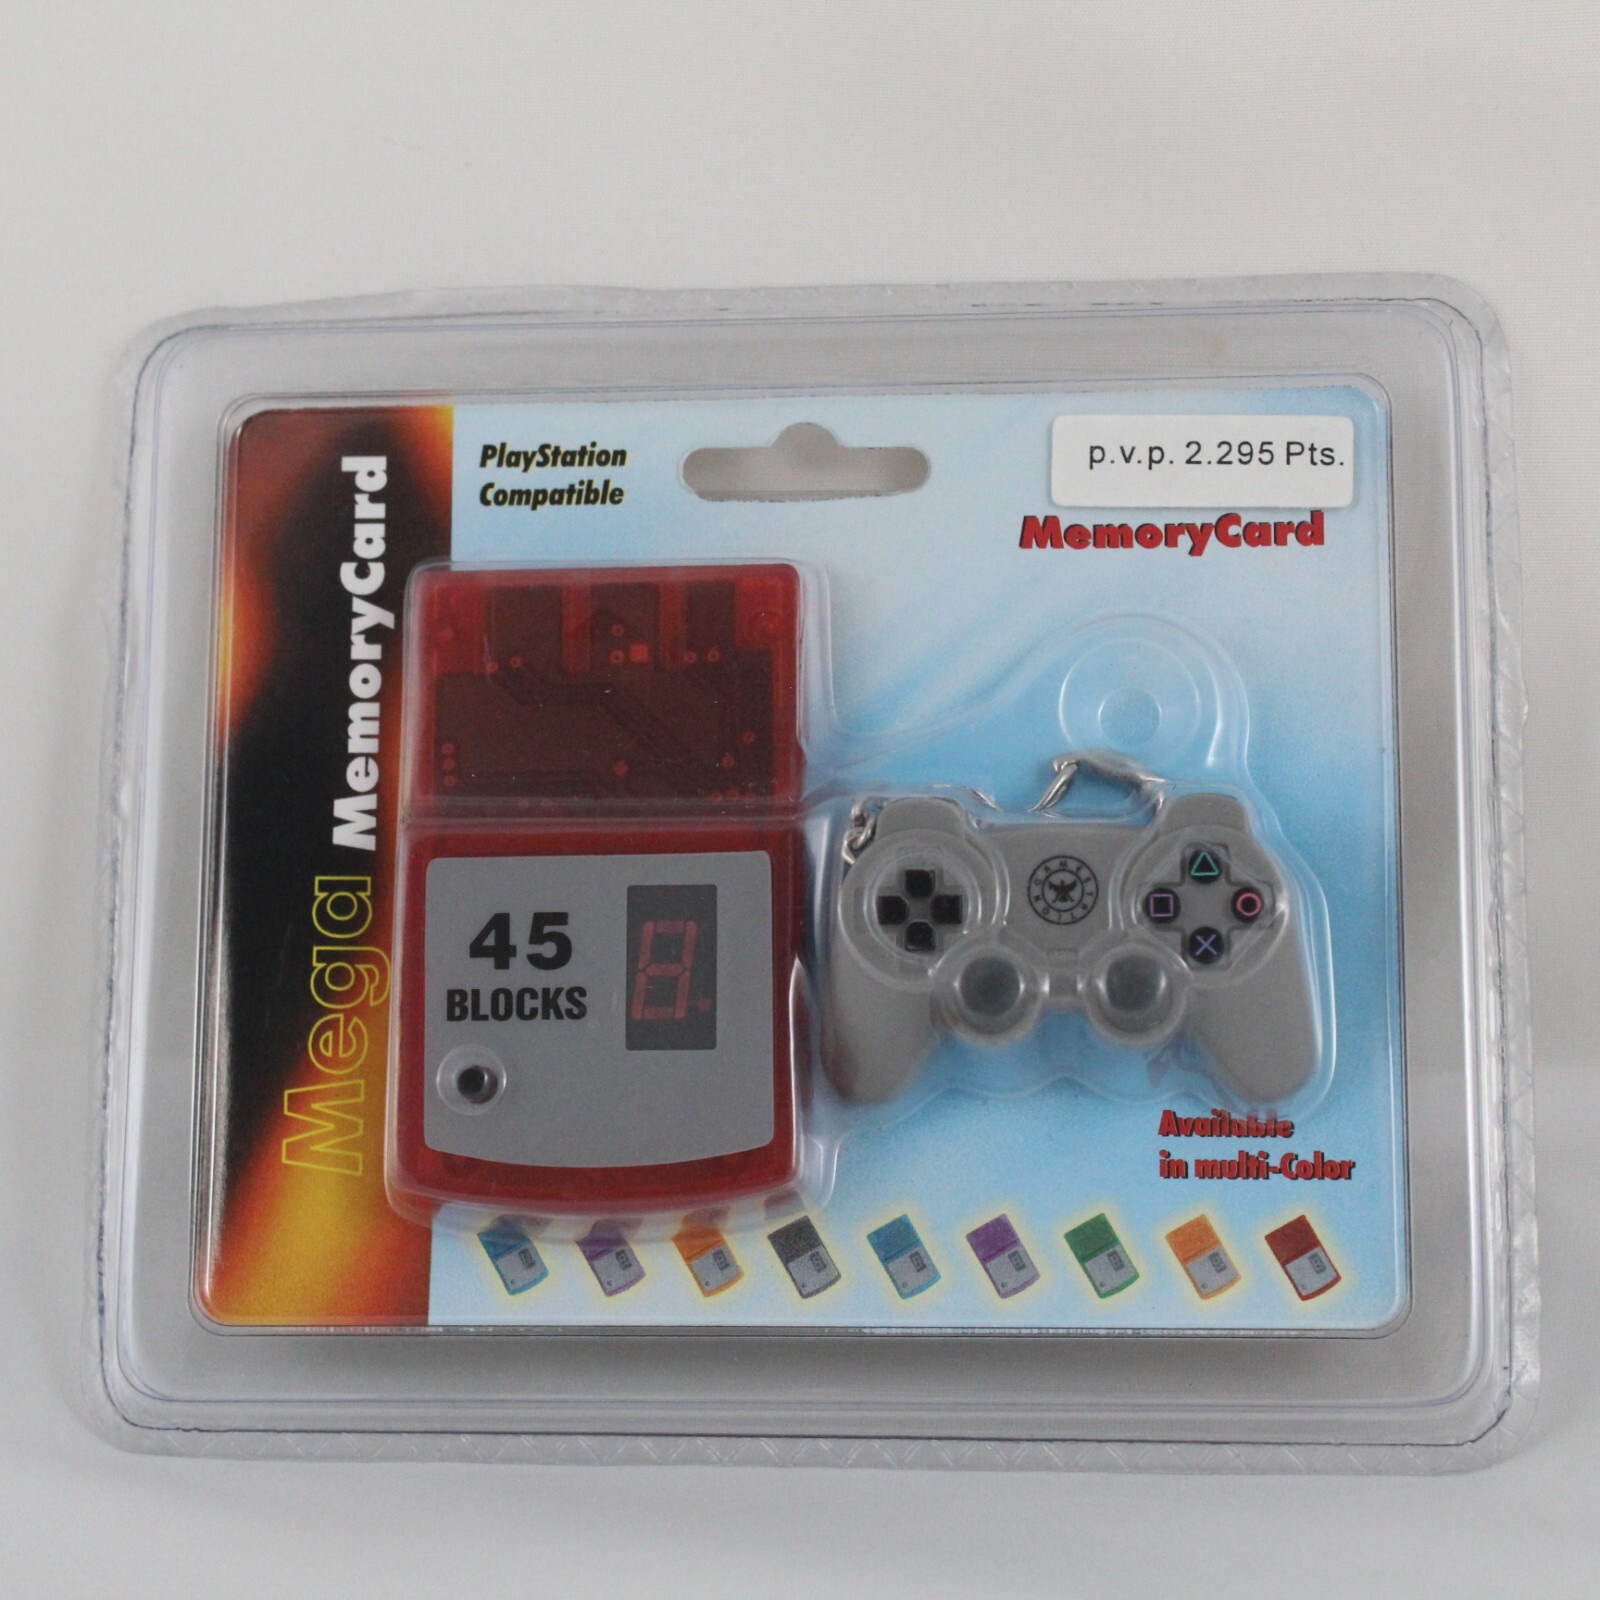 PlayStation
Compatible
p.v.p. 2.295 Pts.
MemoryCard
Mega MemoryCard
45
BLOCKS
Available
in multi-Color